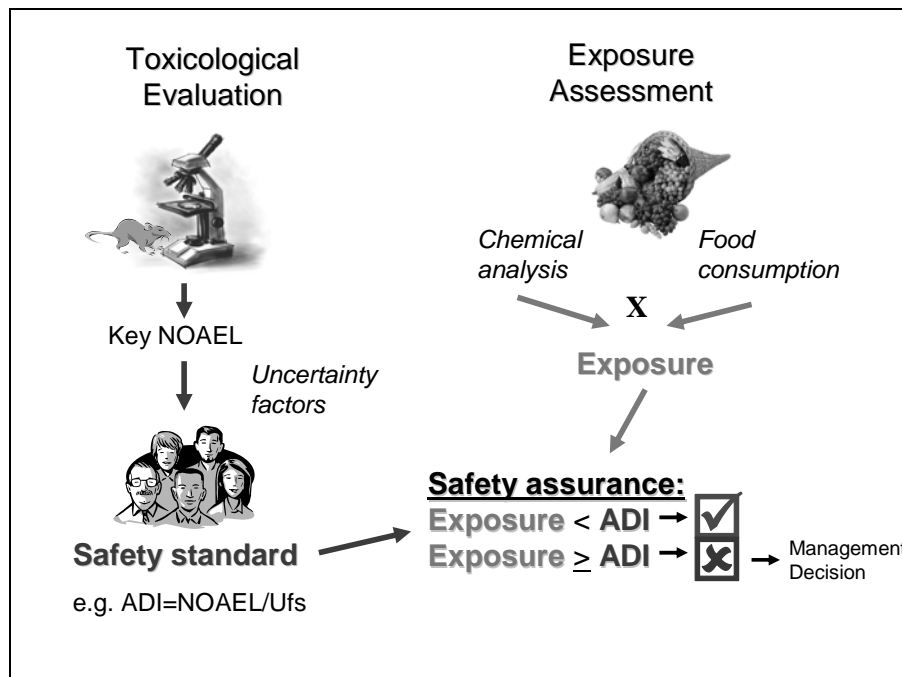 Toxicological
Evaluation
Key NOAEL
Uncertainty
factors
Safety standard
e.g. ADI=NOAEL/Ufs
Exposure
Assessment
Chemical
analysis
Food
consumption
X
Exposure
Safety assurance:
Exposure < ADI
Exposure ≥ ADI
Management
Decision